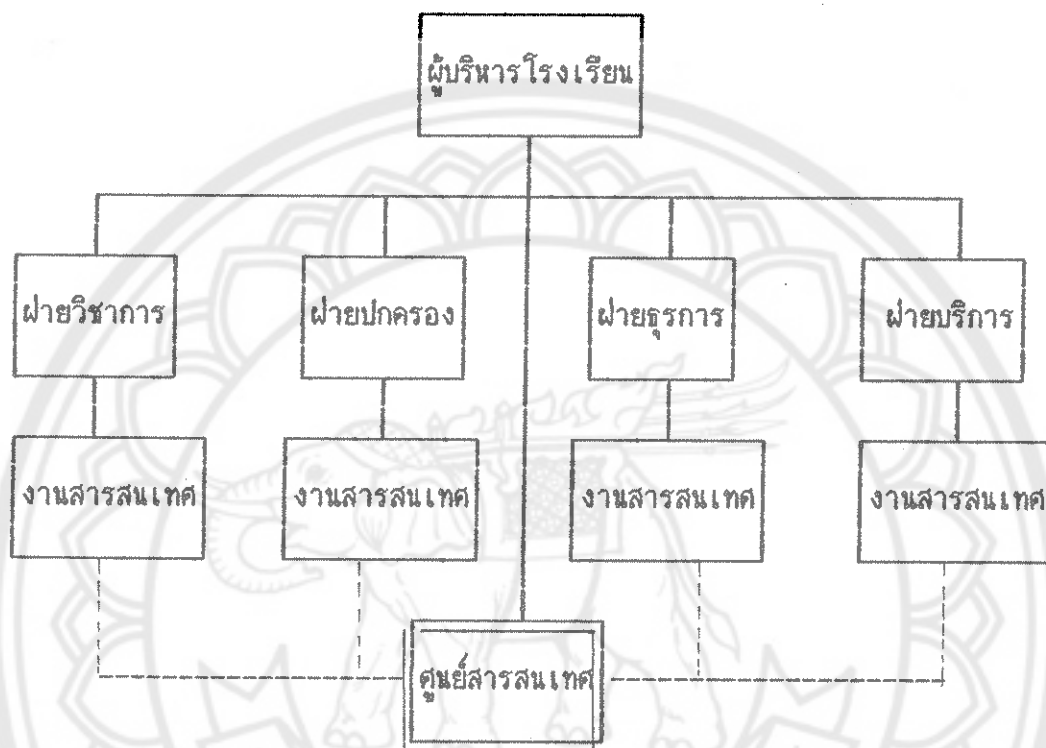 ผู้บริหารโรงเรียน
ฝ่ายวิชาการ
ฝ่ายปกครอง
ฝ่ายธุรการ
ฝ่ายบริการ
งานสารสนเทศ
งานสารสนเทศ
งานสารสนเทศ
งานสารสนเทศ
ศูนย์สารสนเทศ